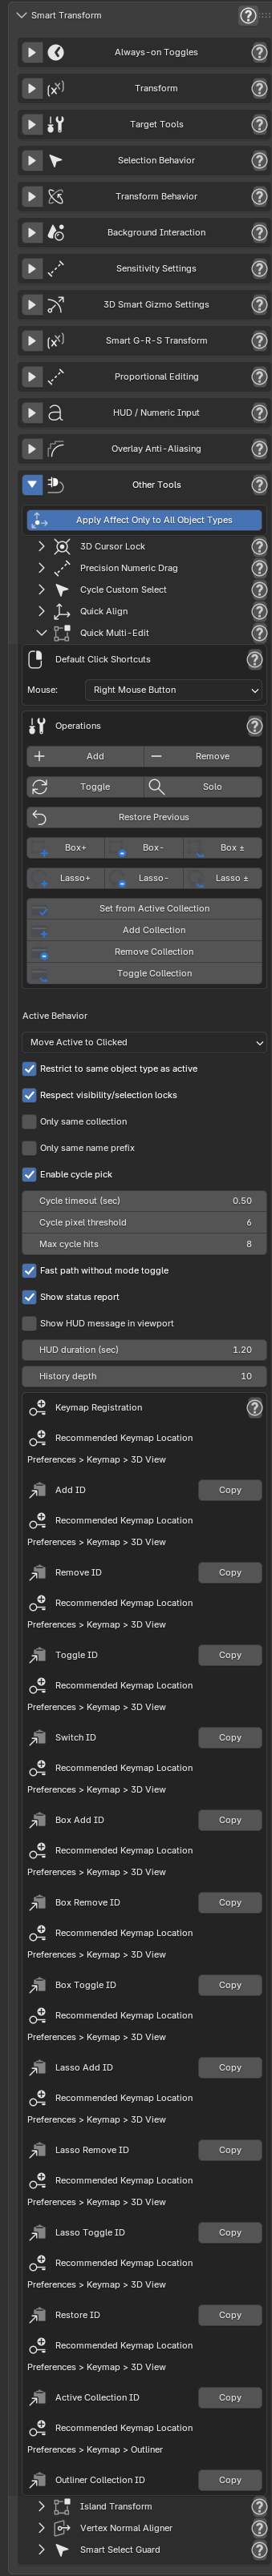 Smart Transform
Always-on Toggles
Transform
Target Tools
Selection Behavior
Transform Behavior
Background Interaction
Sensitivity Settings
3D Smart Gizmo Settings
Smart G-R-S Transform
Proportional Editing
HUD / Numeric Input
Overlay Anti-Aliasing
Other Tools
Apply Affect Only to All Object Types
3D Cursor Lock
Precision Numeric Drag
Cycle Custom Select
Quick Align
Quick Multi-Edit
Default Click Shortcuts
Mouse: Right Mouse Button
Operations
Add Remove
Toggle Solo
Restore Previous
Box+ Box- Box ±
Lasso+ Lasso- Lasso ±
Set from Active Collection
Add Collection
Remove Collection
Toggle Collection
Active Behavior
Move Active to Clicked
Restrict to same object type as active
Respect visibility/selection locks
Only same collection
Only same name prefix
Enable cycle pick
Cycle timeout (sec) 0.50
Cycle pixel threshold 6
Max cycle hits 8
Fast path without mode toggle
Show status report
Show HUD message in viewport
HUD duration (sec) 1.20
History depth 10
Keymap Registration
Recommended Keymap Location
Preferences > Keymap > 3D View
Add ID Copy
Recommended Keymap Location
Preferences > Keymap > 3D View
Remove ID Copy
Recommended Keymap Location
Preferences > Keymap > 3D View
Toggle ID Copy
Recommended Keymap Location
Preferences > Keymap > 3D View
Switch ID Copy
Recommended Keymap Location
Preferences > Keymap > 3D View
Box Add ID Copy
Recommended Keymap Location
Preferences > Keymap > 3D View
Box Remove ID Copy
Recommended Keymap Location
Preferences > Keymap > 3D View
Box Toggle ID Copy
Recommended Keymap Location
Preferences > Keymap > 3D View
Lasso Add ID Copy
Recommended Keymap Location
Preferences > Keymap > 3D View
Lasso Remove ID Copy
Recommended Keymap Location
Preferences > Keymap > 3D View
Lasso Toggle ID Copy
Recommended Keymap Location
Preferences > Keymap > 3D View
Restore ID Copy
Recommended Keymap Location
Preferences > Keymap > 3D View
Active Collection ID Copy
Recommended Keymap Location
Preferences > Keymap > Outliner
Outliner Collection ID Copy
Island Transform
Vertex Normal Aligner
Smart Select Guard